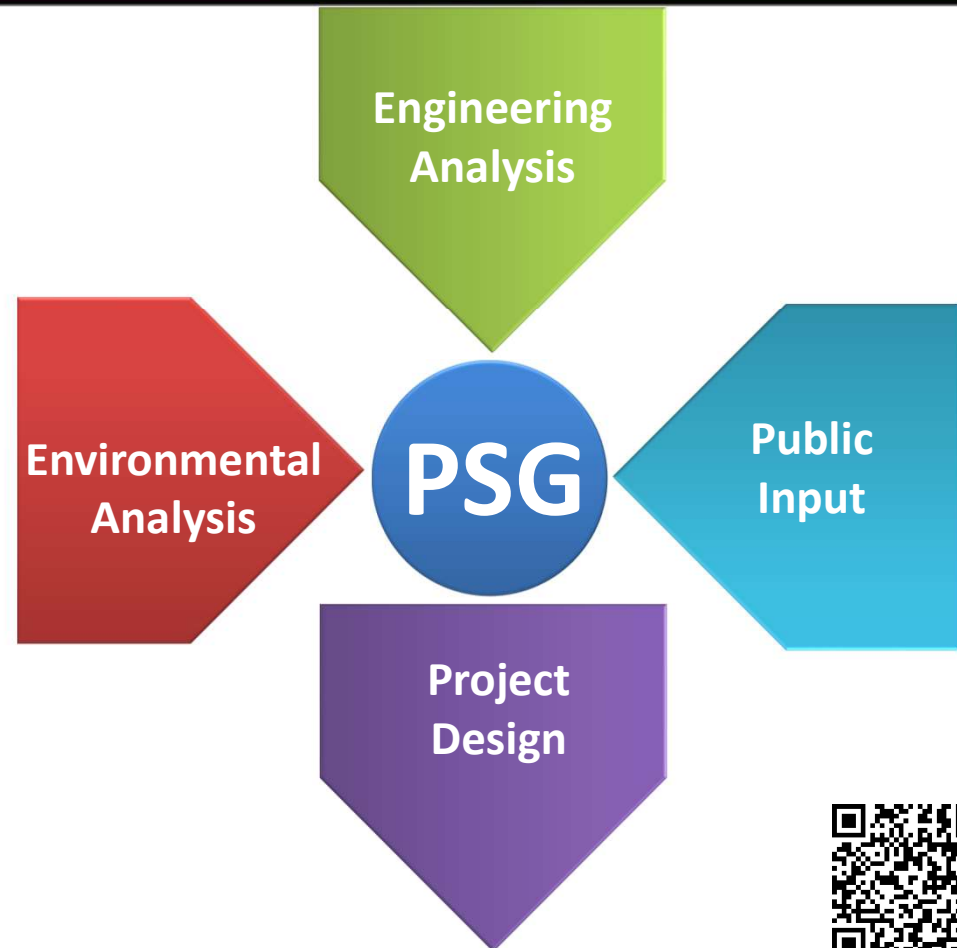 Engineering
Analysis
Environmental
Analysis
PSG
Public
Input
Project
Design